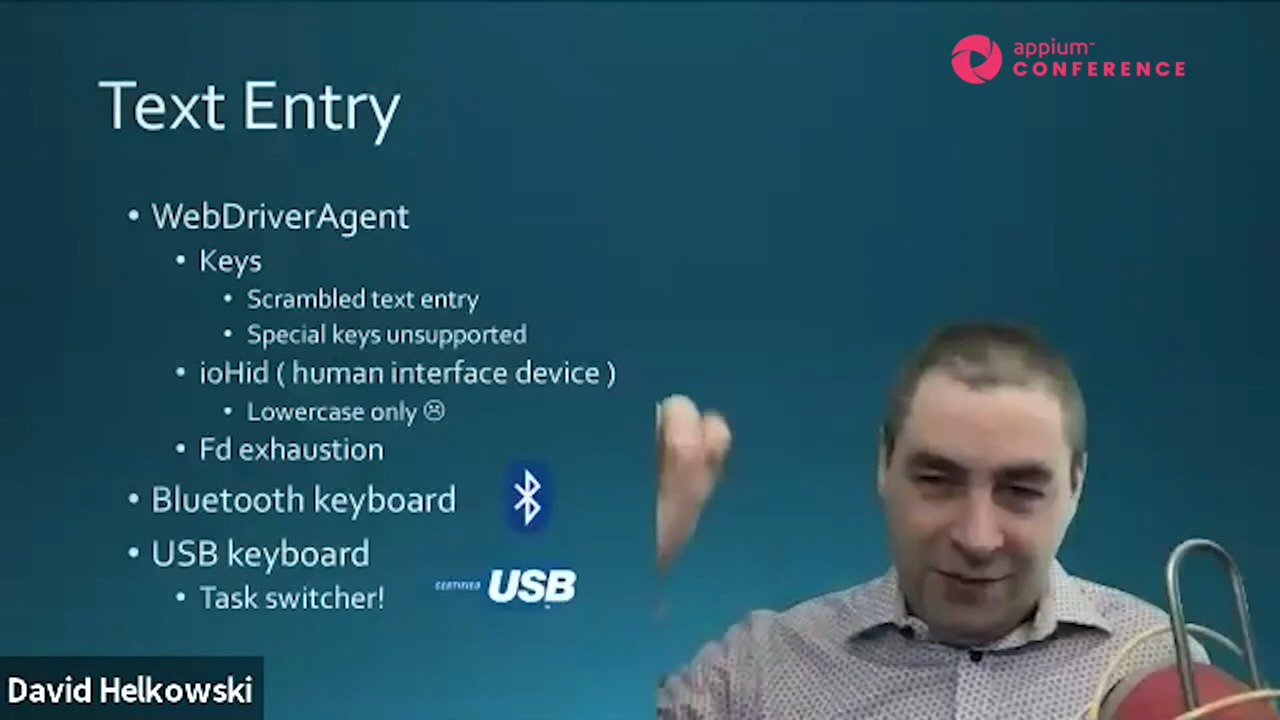 appium™
CONFERENCE
Text Entry
• WebDriverAgent
• Keys
• Scrambled text entry
• Special keys unsupported
• ioHid ( human interface device )
• Lowercase only ☹
• Fd exhaustion
• Bluetooth keyboard
• USB keyboard
CERTIFIED USB
• Task switcher!
David Helkowski